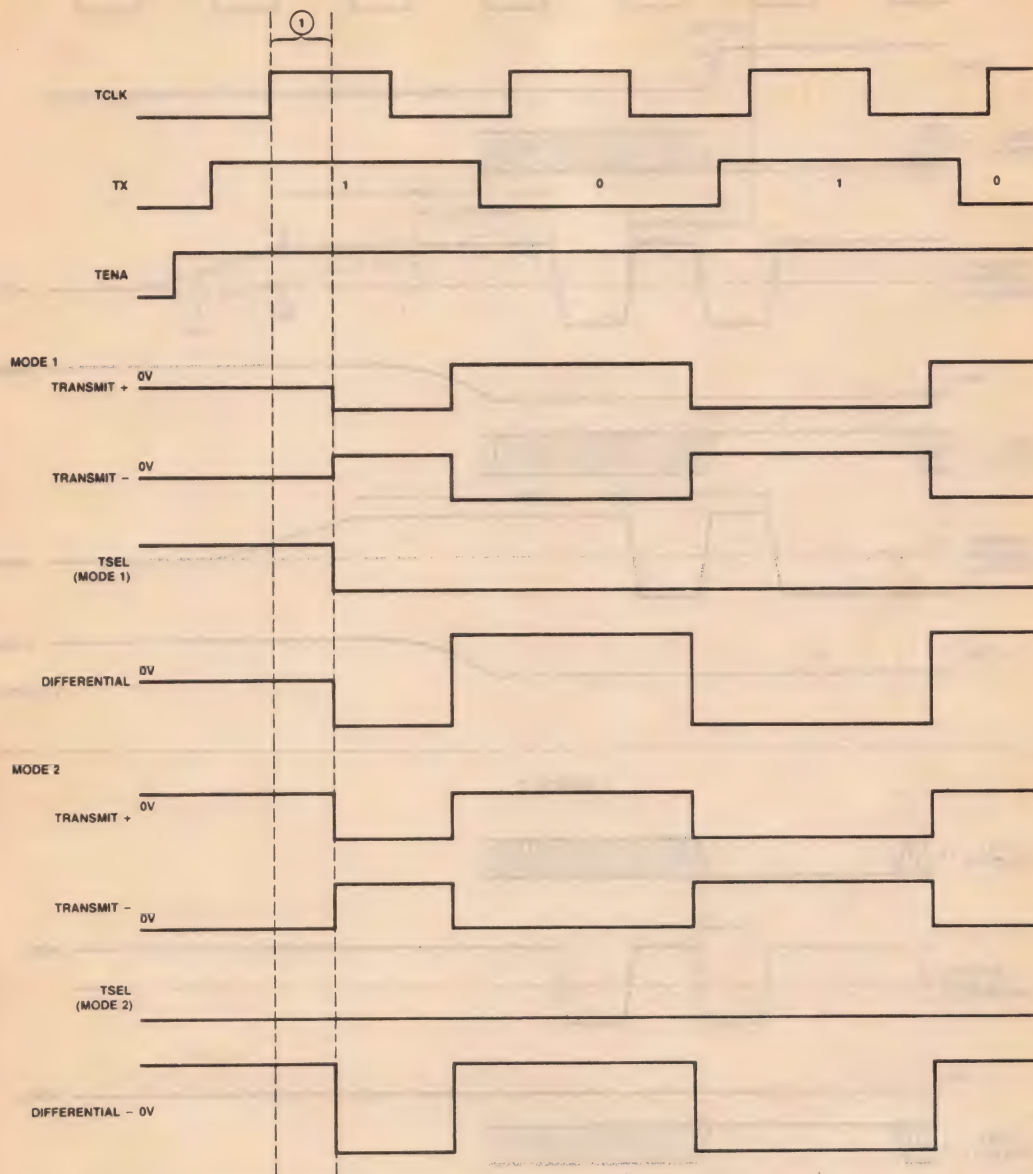 1
TCLK
TX
1 0 1 0
TENA
MODE 1
0V
TRANSMIT +
0V
TRANSMIT −
TSEL
(MODE 1)
0V
DIFFERENTIAL
MODE 2
0V
TRANSMIT +
TRANSMIT −
0V
TSEL
(MODE 2)
DIFFERENTIAL − 0V